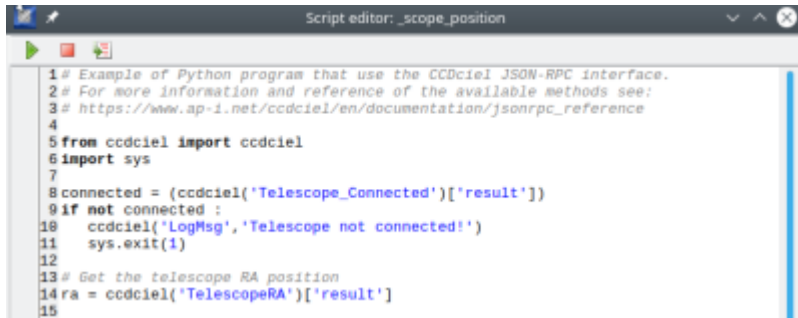 Script editor: _scope_position
1 # Example of Python program that use the CCDciel JSON-RPC interface.
2 # For more information and reference of the available methods see:
3 # https://www.ap-i.net/ccdciel/en/documentation/jsonrpc_reference
4
5 from ccdciel import ccdciel
6 import sys
7
8 connected = (ccdciel('Telescope_Connected')['result'])
9 if not connected :
10    ccdciel('LogMsg','Telescope not connected!')
11    sys.exit(1)
12
13 # Get the telescope RA position
14 ra = ccdciel('TelescopeRA')['result']
15